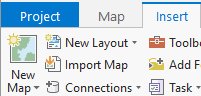 Project Map Insert
New Layout Toolbo
Import Map Add F
New
Map Connections Task